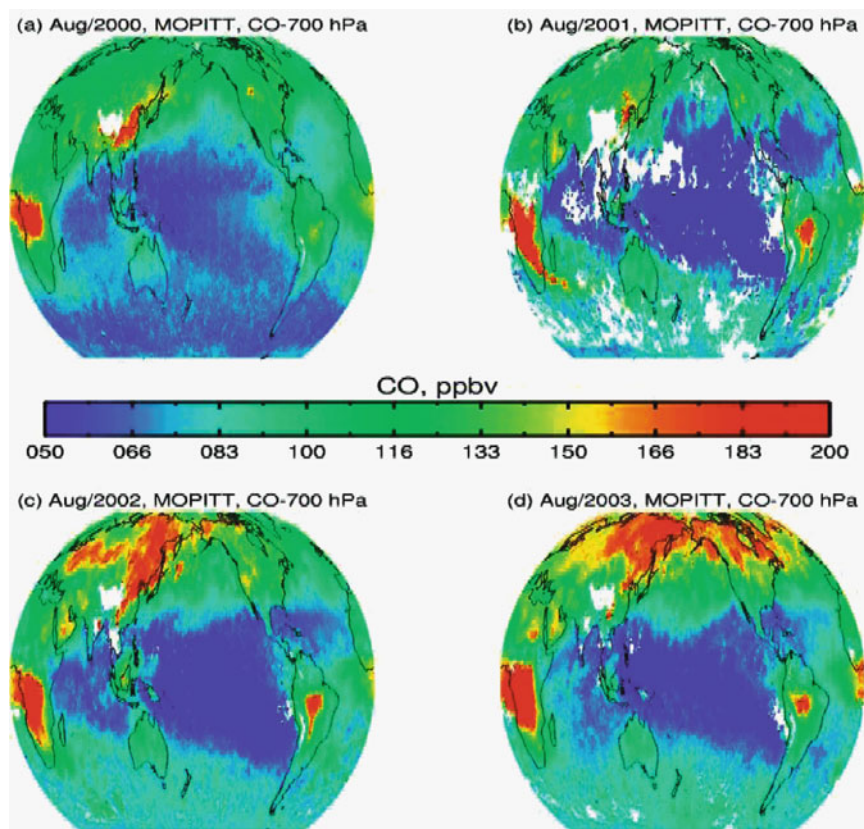 (a) Aug/2000, MOPITT, CO-700 hPa
(b) Aug/2001, MOPITT, CO-700 hPa
CO, ppbv
050 066 083 100 116 133 150 166 183 200
(c) Aug/2002, MOPITT, CO-700 hPa
(d) Aug/2003, MOPITT, CO-700 hPa